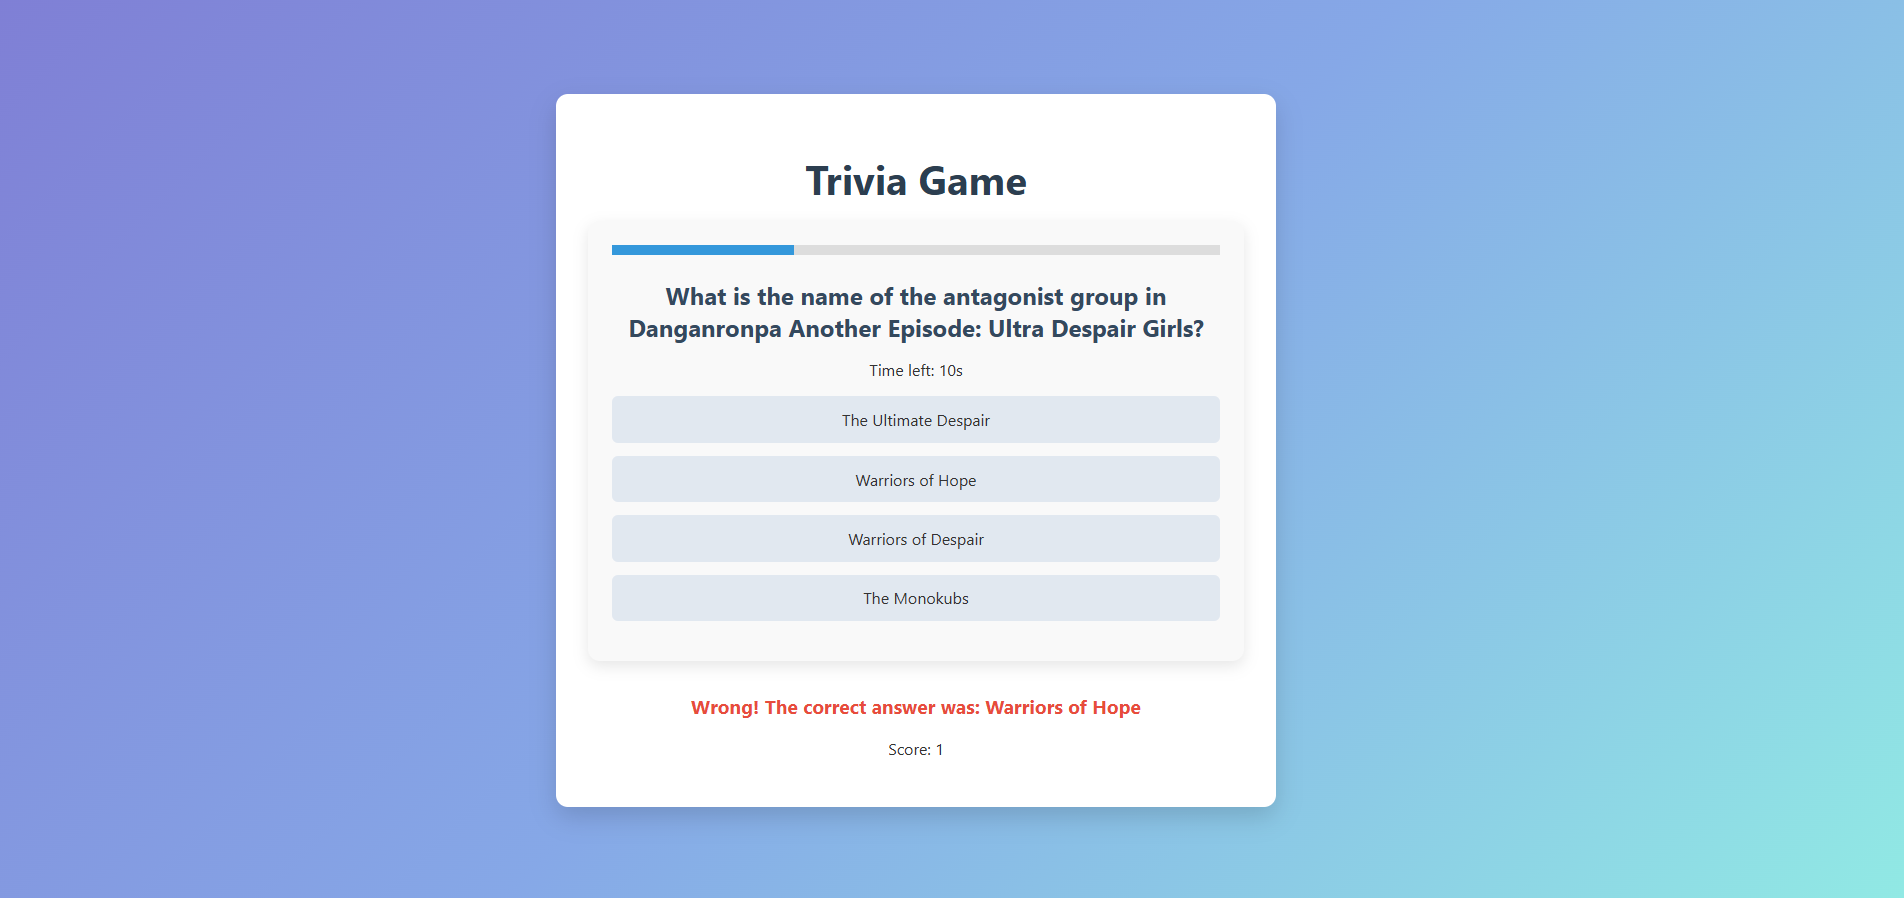 Trivia Game
What is the name of the antagonist group in
Danganronpa Another Episode: Ultra Despair Girls?
Time left: 10s
The Ultimate Despair
Warriors of Hope
Warriors of Despair
The Monokubs
Wrong! The correct answer was: Warriors of Hope
Score: 1